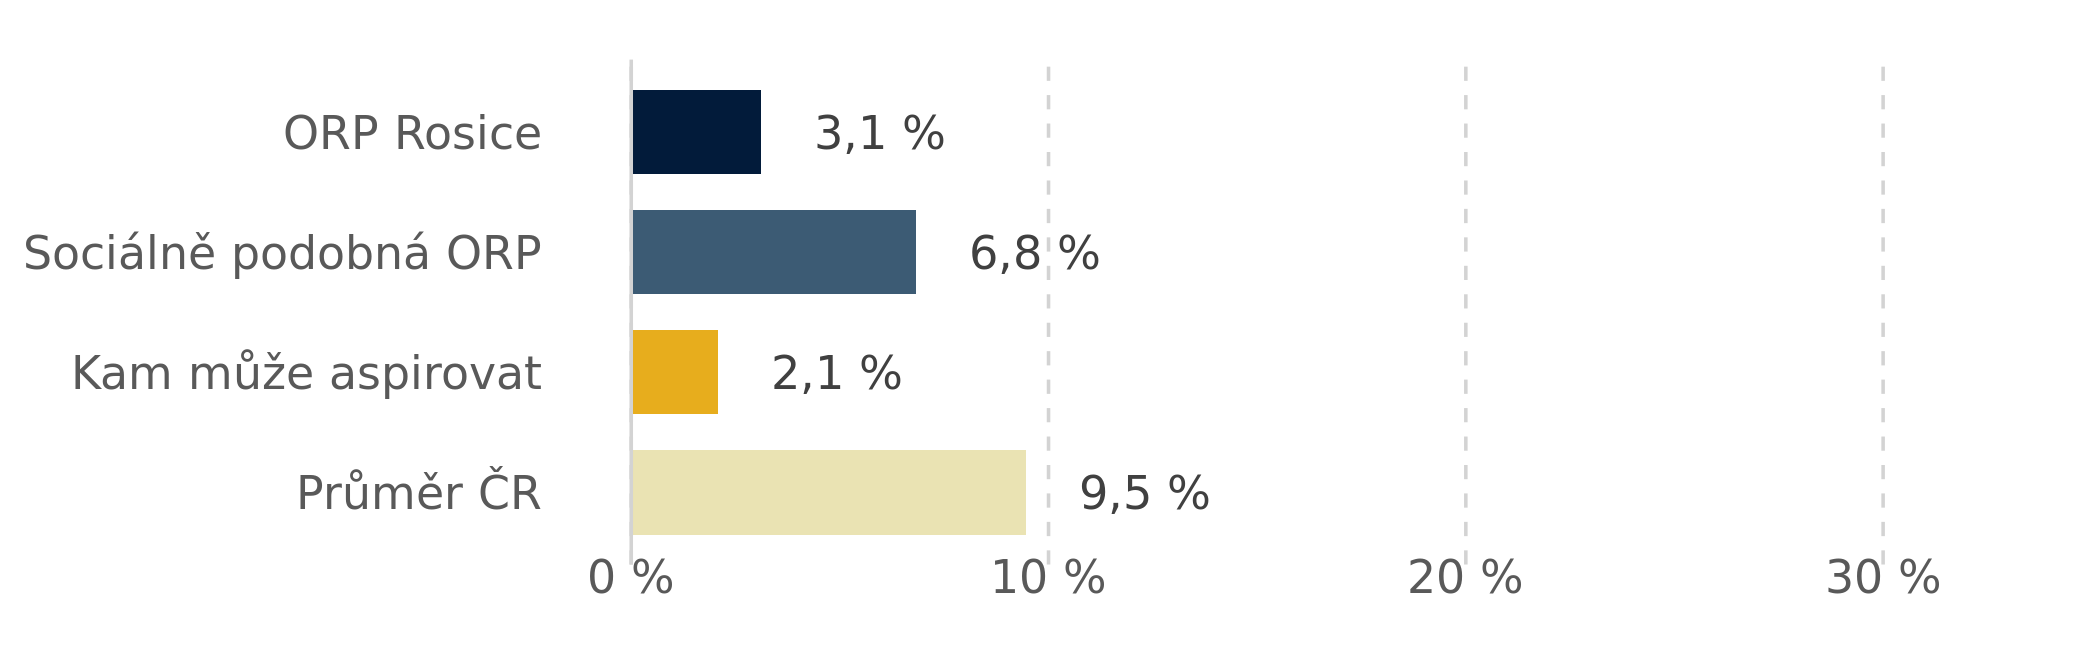 ORP Rosice 3,1 %
Sociálně podobná ORP 6,8 %
Kam může aspirovat 2,1 %
Průměr ČR 9,5 %
0 % 10 % 20 % 30 %